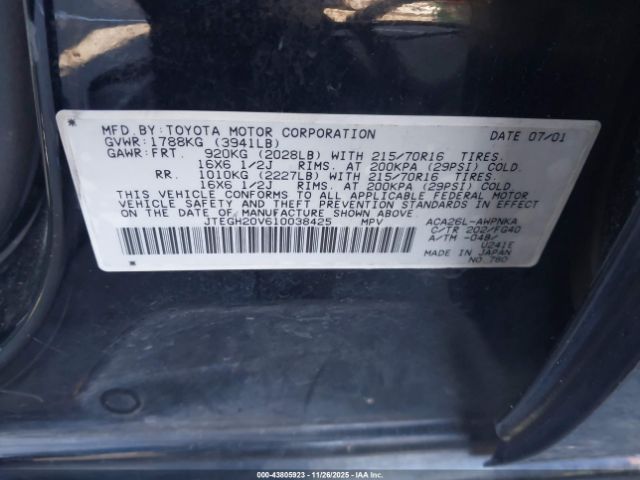 MFD.BY:TOYOTA MOTOR CORPORATION DATE 07/01
GVWR:1788KG (3941LB)
GAWR:FRT. 920KG (2028LB) WITH 215/70R16 TIRES.
16X6 1/2J RIMS. AT 200KPA (29PSI) COLD.
RR. 1010KG (2227LB) WITH 215/70R16 TIRES.
16X6 1/2J RIMS. AT 200KPA (29PSI) COLD.
THIS VEHICLE CONFORMS TO ALL APPLICABLE FEDERAL MOTOR
VEHICLE SAFETY AND THEFT PREVENTION STANDARDS IN EFFECT
ON THE DATE OF MANUFACTURE SHOWN ABOVE.
JTEGH20V610038425 MPV ACA26L-AWPNKA
C/TR 202/FG40
A/TM -04B/
U241E
MADE IN JAPAN
NO.780
000-43805923 | 11/26/2025 | IAAI.COM